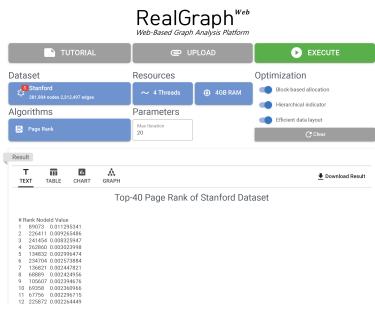 RealGraph Web
Web-Based Graph Analysis Platform
TUTORIAL
UPLOAD
EXECUTE
Dataset
Resources
Optimization
Stanford
281,904 nodes 2,312,497 edges
4 Threads
4GB RAM
Block-based allocation
Hierarchical indicator
Efficient data layout
Algorithms
Parameters
Page Rank
Max Iteration
20
Clear
Result
TEXT
TABLE
CHART
GRAPH
Download Result
Top-40 Page Rank of Stanford Dataset
# Rank NodeId Value
1 89073 0.011295341
2 226411 0.009265486
3 241454 0.008325947
4 262860 0.003023998
5 134832 0.002996474
6 234704 0.002573884
7 136821 0.002447821
8 68889 0.002424956
9 105607 0.002394676
10 69358 0.002360966
11 67756 0.002296715
12 225872 0.002264449